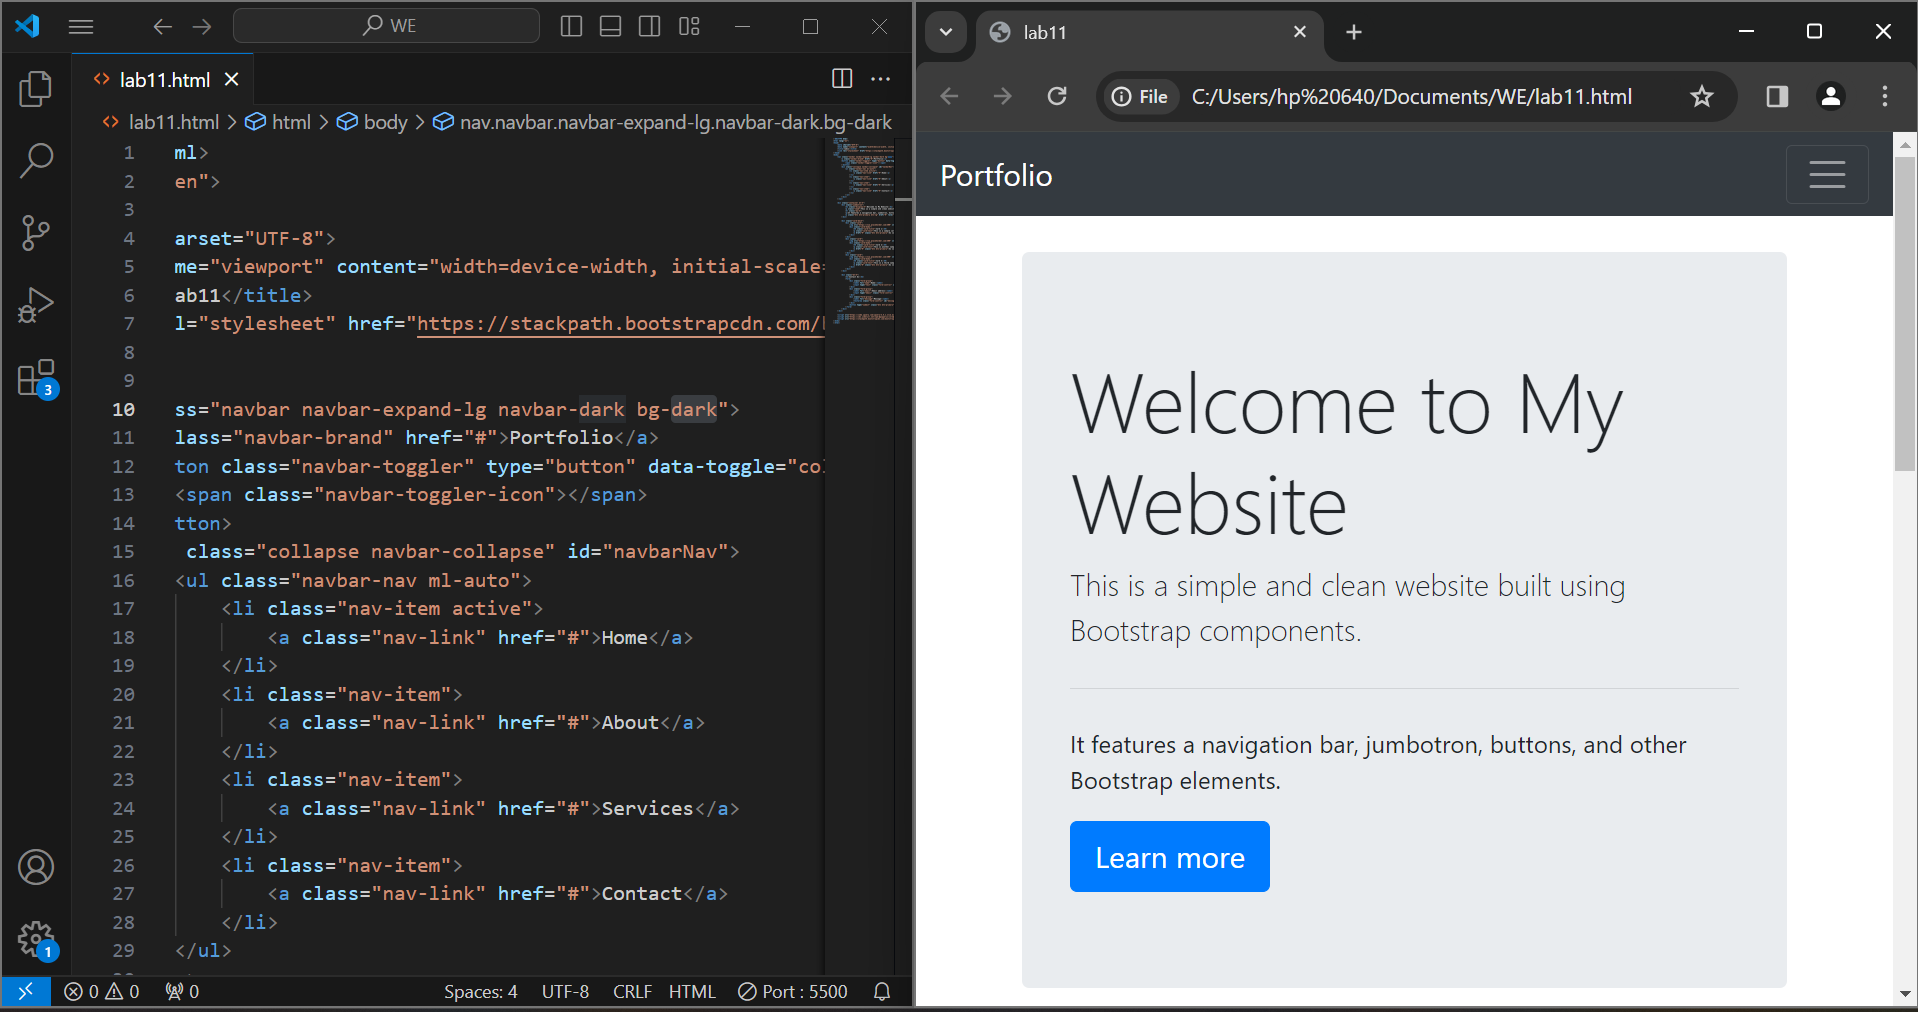 WE
lab11.html
lab11.html > html > body > nav.navbar.navbar-expand-lg.navbar-dark.bg-dark
1 ml>
2 en">
3
4 arset="UTF-8">
5 me="viewport" content="width=device-width, initial-scale=
6 ab11</title>
7 l="stylesheet" href="https://stackpath.bootstrapcdn.com/
8
9
10 ss="navbar navbar-expand-lg navbar-dark bg-dark">
11 lass="navbar-brand" href="#">Portfolio</a>
12 ton class="navbar-toggler" type="button" data-toggle="col
13 <span class="navbar-toggler-icon"></span>
14 tton>
15 class="collapse navbar-collapse" id="navbarNav">
16 <ul class="navbar-nav ml-auto">
17 <li class="nav-item active">
18 <a class="nav-link" href="#">Home</a>
19 </li>
20 <li class="nav-item">
21 <a class="nav-link" href="#">About</a>
22 </li>
23 <li class="nav-item">
24 <a class="nav-link" href="#">Services</a>
25 </li>
26 <li class="nav-item">
27 <a class="nav-link" href="#">Contact</a>
28 </li>
29 </ul>
3
1
0 0 0 Spaces: 4 UTF-8 CRLF HTML Port : 5500
lab11
File C:/Users/hp%20640/Documents/WE/lab11.html
Portfolio
Welcome to My
Website
This is a simple and clean website built using
Bootstrap components.
It features a navigation bar, jumbotron, buttons, and other
Bootstrap elements.
Learn more